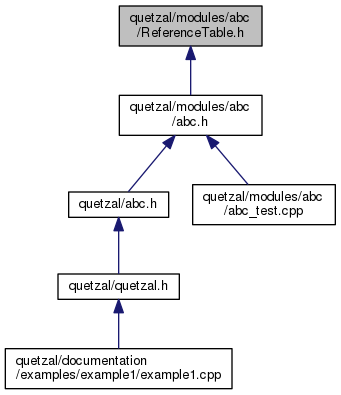 quetzal/modules/abc
/ReferenceTable.h
quetzal/modules/abc
/abc.h
quetzal/abc.h
quetzal/modules/abc
/abc_test.cpp
quetzal/quetzal.h
quetzal/documentation
/examples/example1/example1.cpp